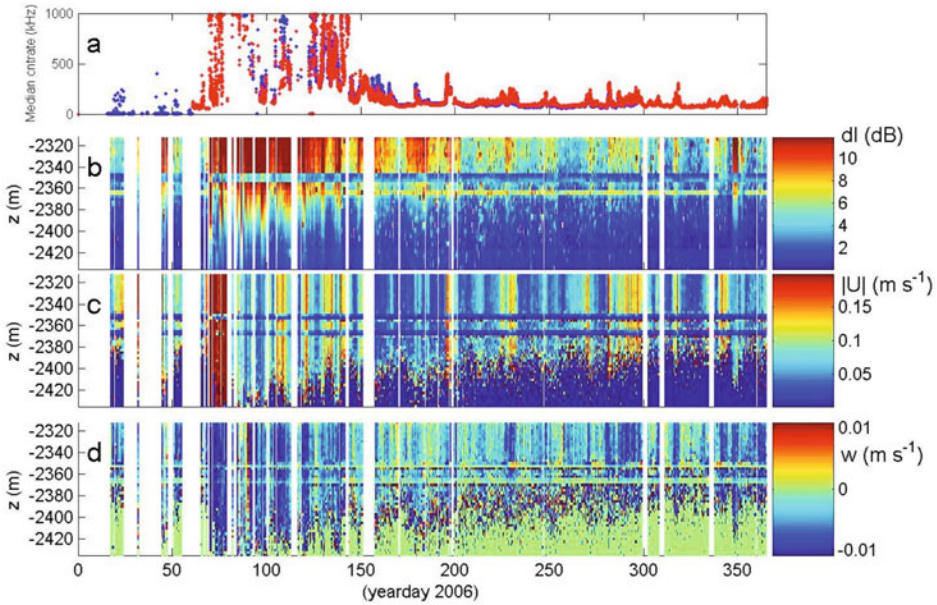 1000
500
0
Median cntrate (kHz)
a
-2320
-2340
-2360
-2380
-2400
-2420
z (m)
b
dI (dB)
10
8
6
4
2
-2320
-2340
-2360
-2380
-2400
-2420
z (m)
c
|U| (m s-1)
0.15
0.1
0.05
-2320
-2340
-2360
-2380
-2400
-2420
z (m)
d
0.01
w (m s-1)
0
-0.01
0 50 100 150 200 250 300 350
(yearday 2006)